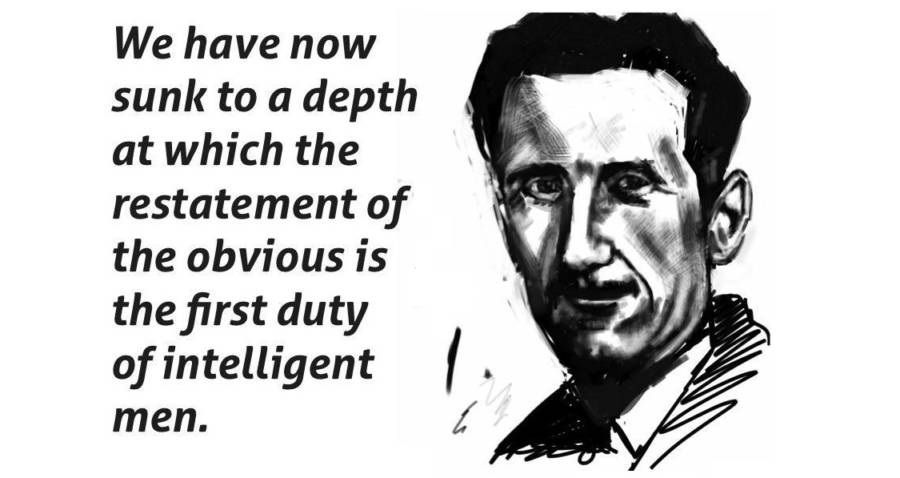 We have now
sunk to a depth
at which the
restatement of
the obvious is
the first duty
of intelligent
men.